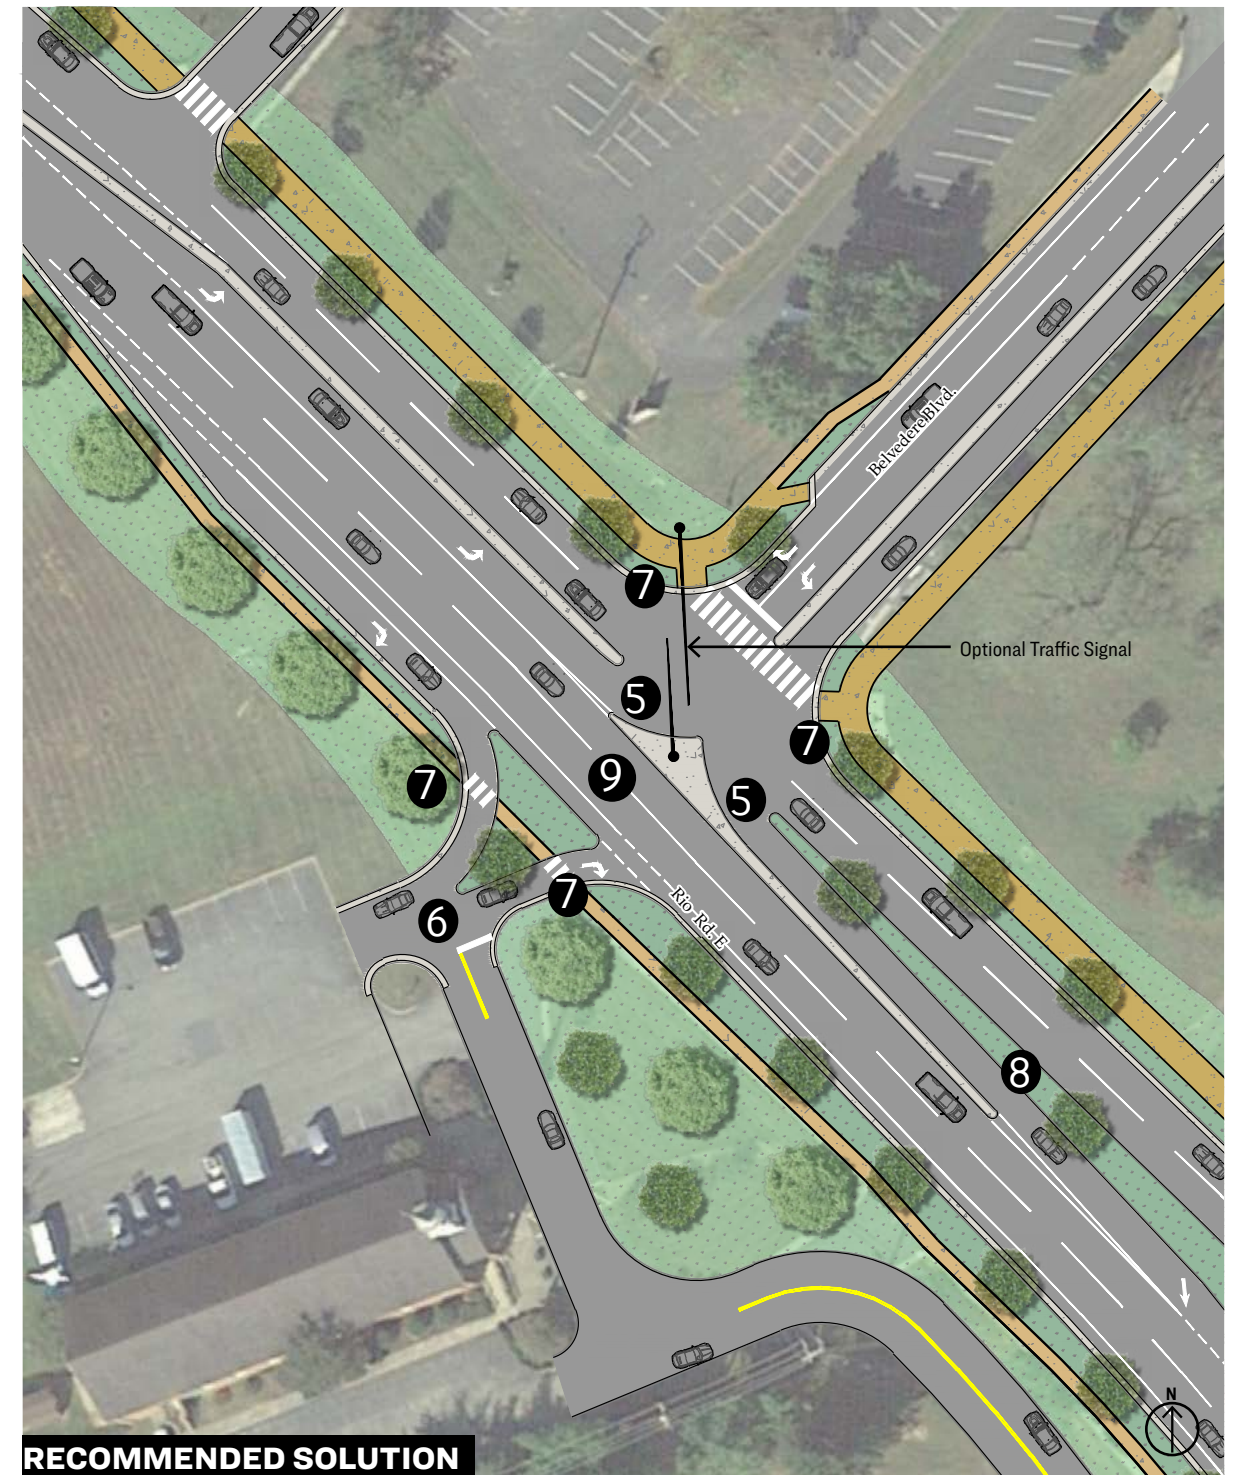 Belvedere Blvd.
7
Optional Traffic Signal
5
7
9
7
5
7
6
Rio Rd. E
8
N
RECOMMENDED SOLUTION